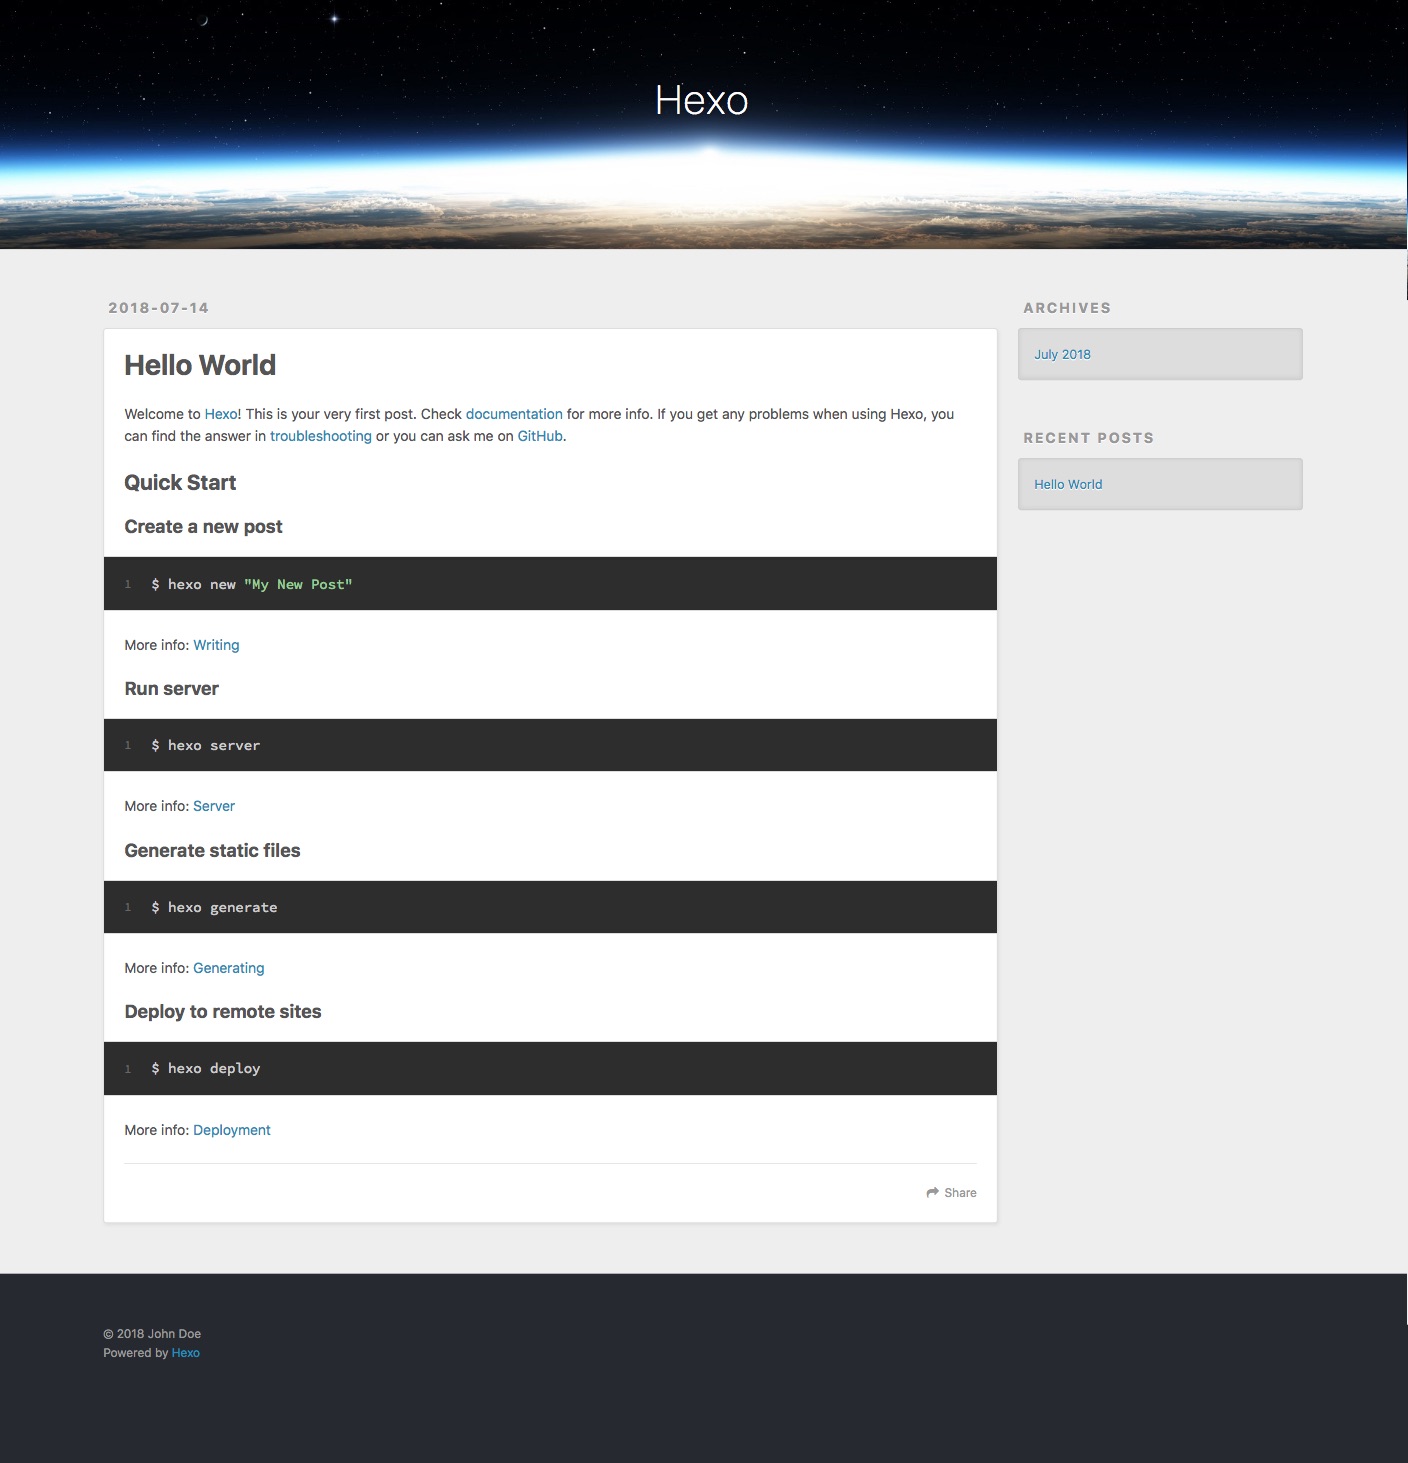 Hexo
2018-07-14
Hello World
Welcome to Hexo! This is your very first post. Check documentation for more info. If you get any problems when using Hexo, you
can find the answer in troubleshooting or you can ask me on GitHub.
Quick Start
Create a new post
1 $ hexo new "My New Post"
More info: Writing
Run server
1 $ hexo server
More info: Server
Generate static files
1 $ hexo generate
More info: Generating
Deploy to remote sites
1 $ hexo deploy
More info: Deployment
Share
ARCHIVES
July 2018
RECENT POSTS
Hello World
© 2018 John Doe
Powered by Hexo